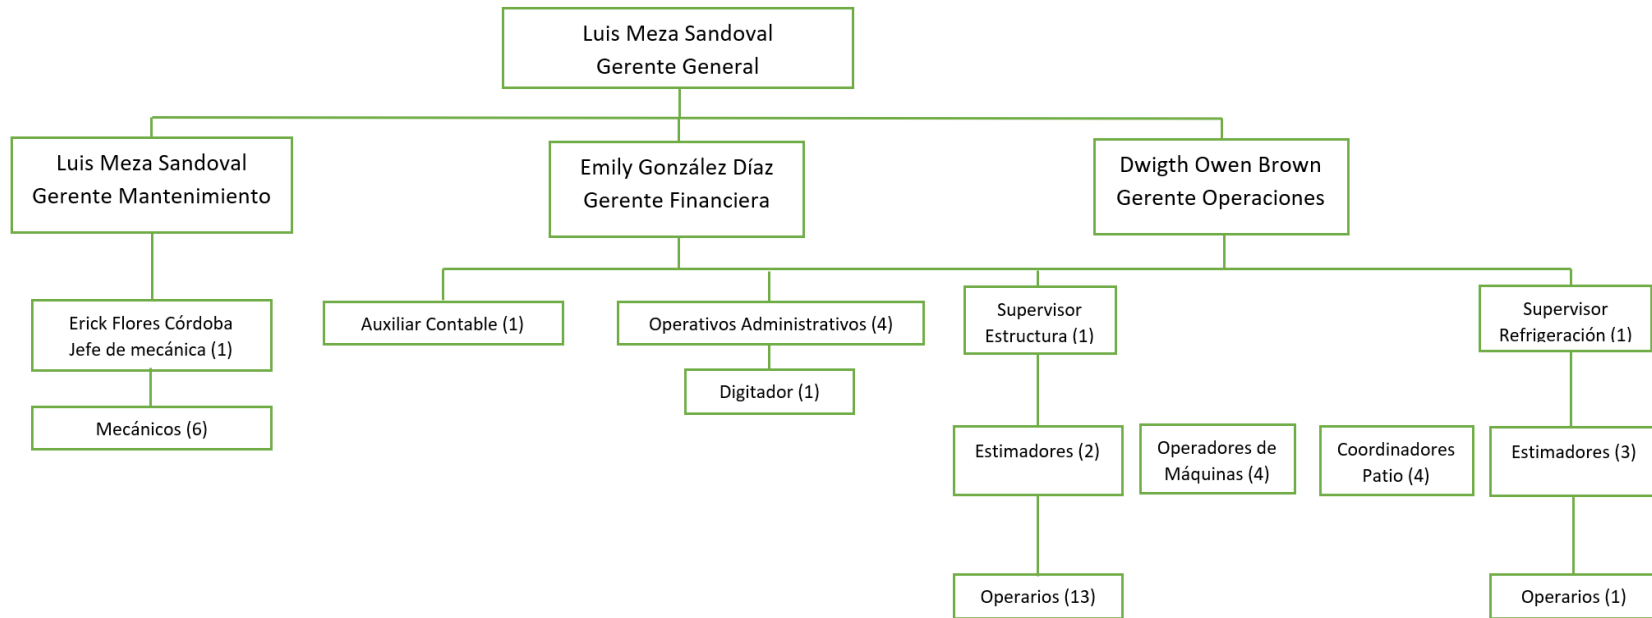 Luis Meza Sandoval
Gerente General
Luis Meza Sandoval
Gerente Mantenimiento
Emily González Díaz
Gerente Financiera
Dwigth Owen Brown
Gerente Operaciones
Erick Flores Córdoba
Jefe de mecánica (1)
Auxiliar Contable (1)
Operativos Administrativos (4)
Supervisor
Estructura (1)
Supervisor
Refrigeración (1)
Digitador (1)
Mecánicos (6)
Estimadores (2)
Operadores de
Máquinas (4)
Coordinadores
Patio (4)
Estimadores (3)
Operarios (13)
Operarios (1)